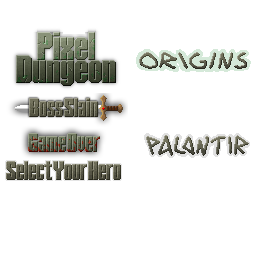 Pixel
Dungeon
ORIGINS
BossSlain
GameOver
PALANTIR
SelectYourHero